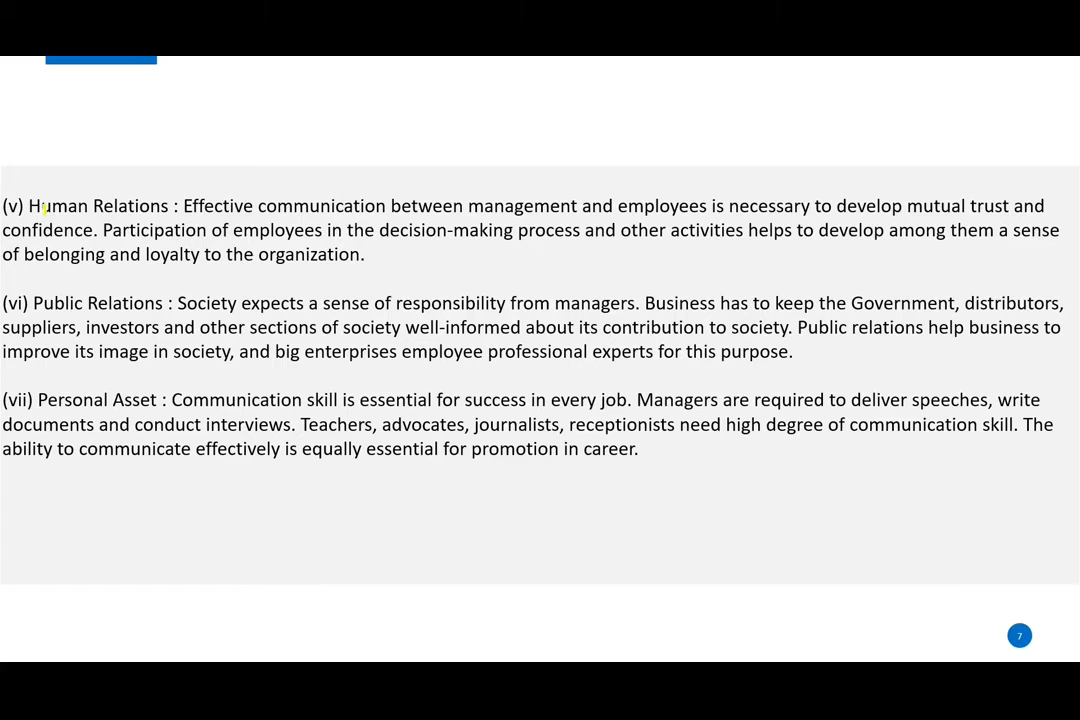 (v) Human Relations : Effective communication between management and employees is necessary to develop mutual trust and
confidence. Participation of employees in the decision-making process and other activities helps to develop among them a sense
of belonging and loyalty to the organization.
(vi) Public Relations : Society expects a sense of responsibility from managers. Business has to keep the Government, distributors,
suppliers, investors and other sections of society well-informed about its contribution to society. Public relations help business to
improve its image in society, and big enterprises employee professional experts for this purpose.
(vii) Personal Asset : Communication skill is essential for success in every job. Managers are required to deliver speeches, write
documents and conduct interviews. Teachers, advocates, journalists, receptionists need high degree of communication skill. The
ability to communicate effectively is equally essential for promotion in career.
7